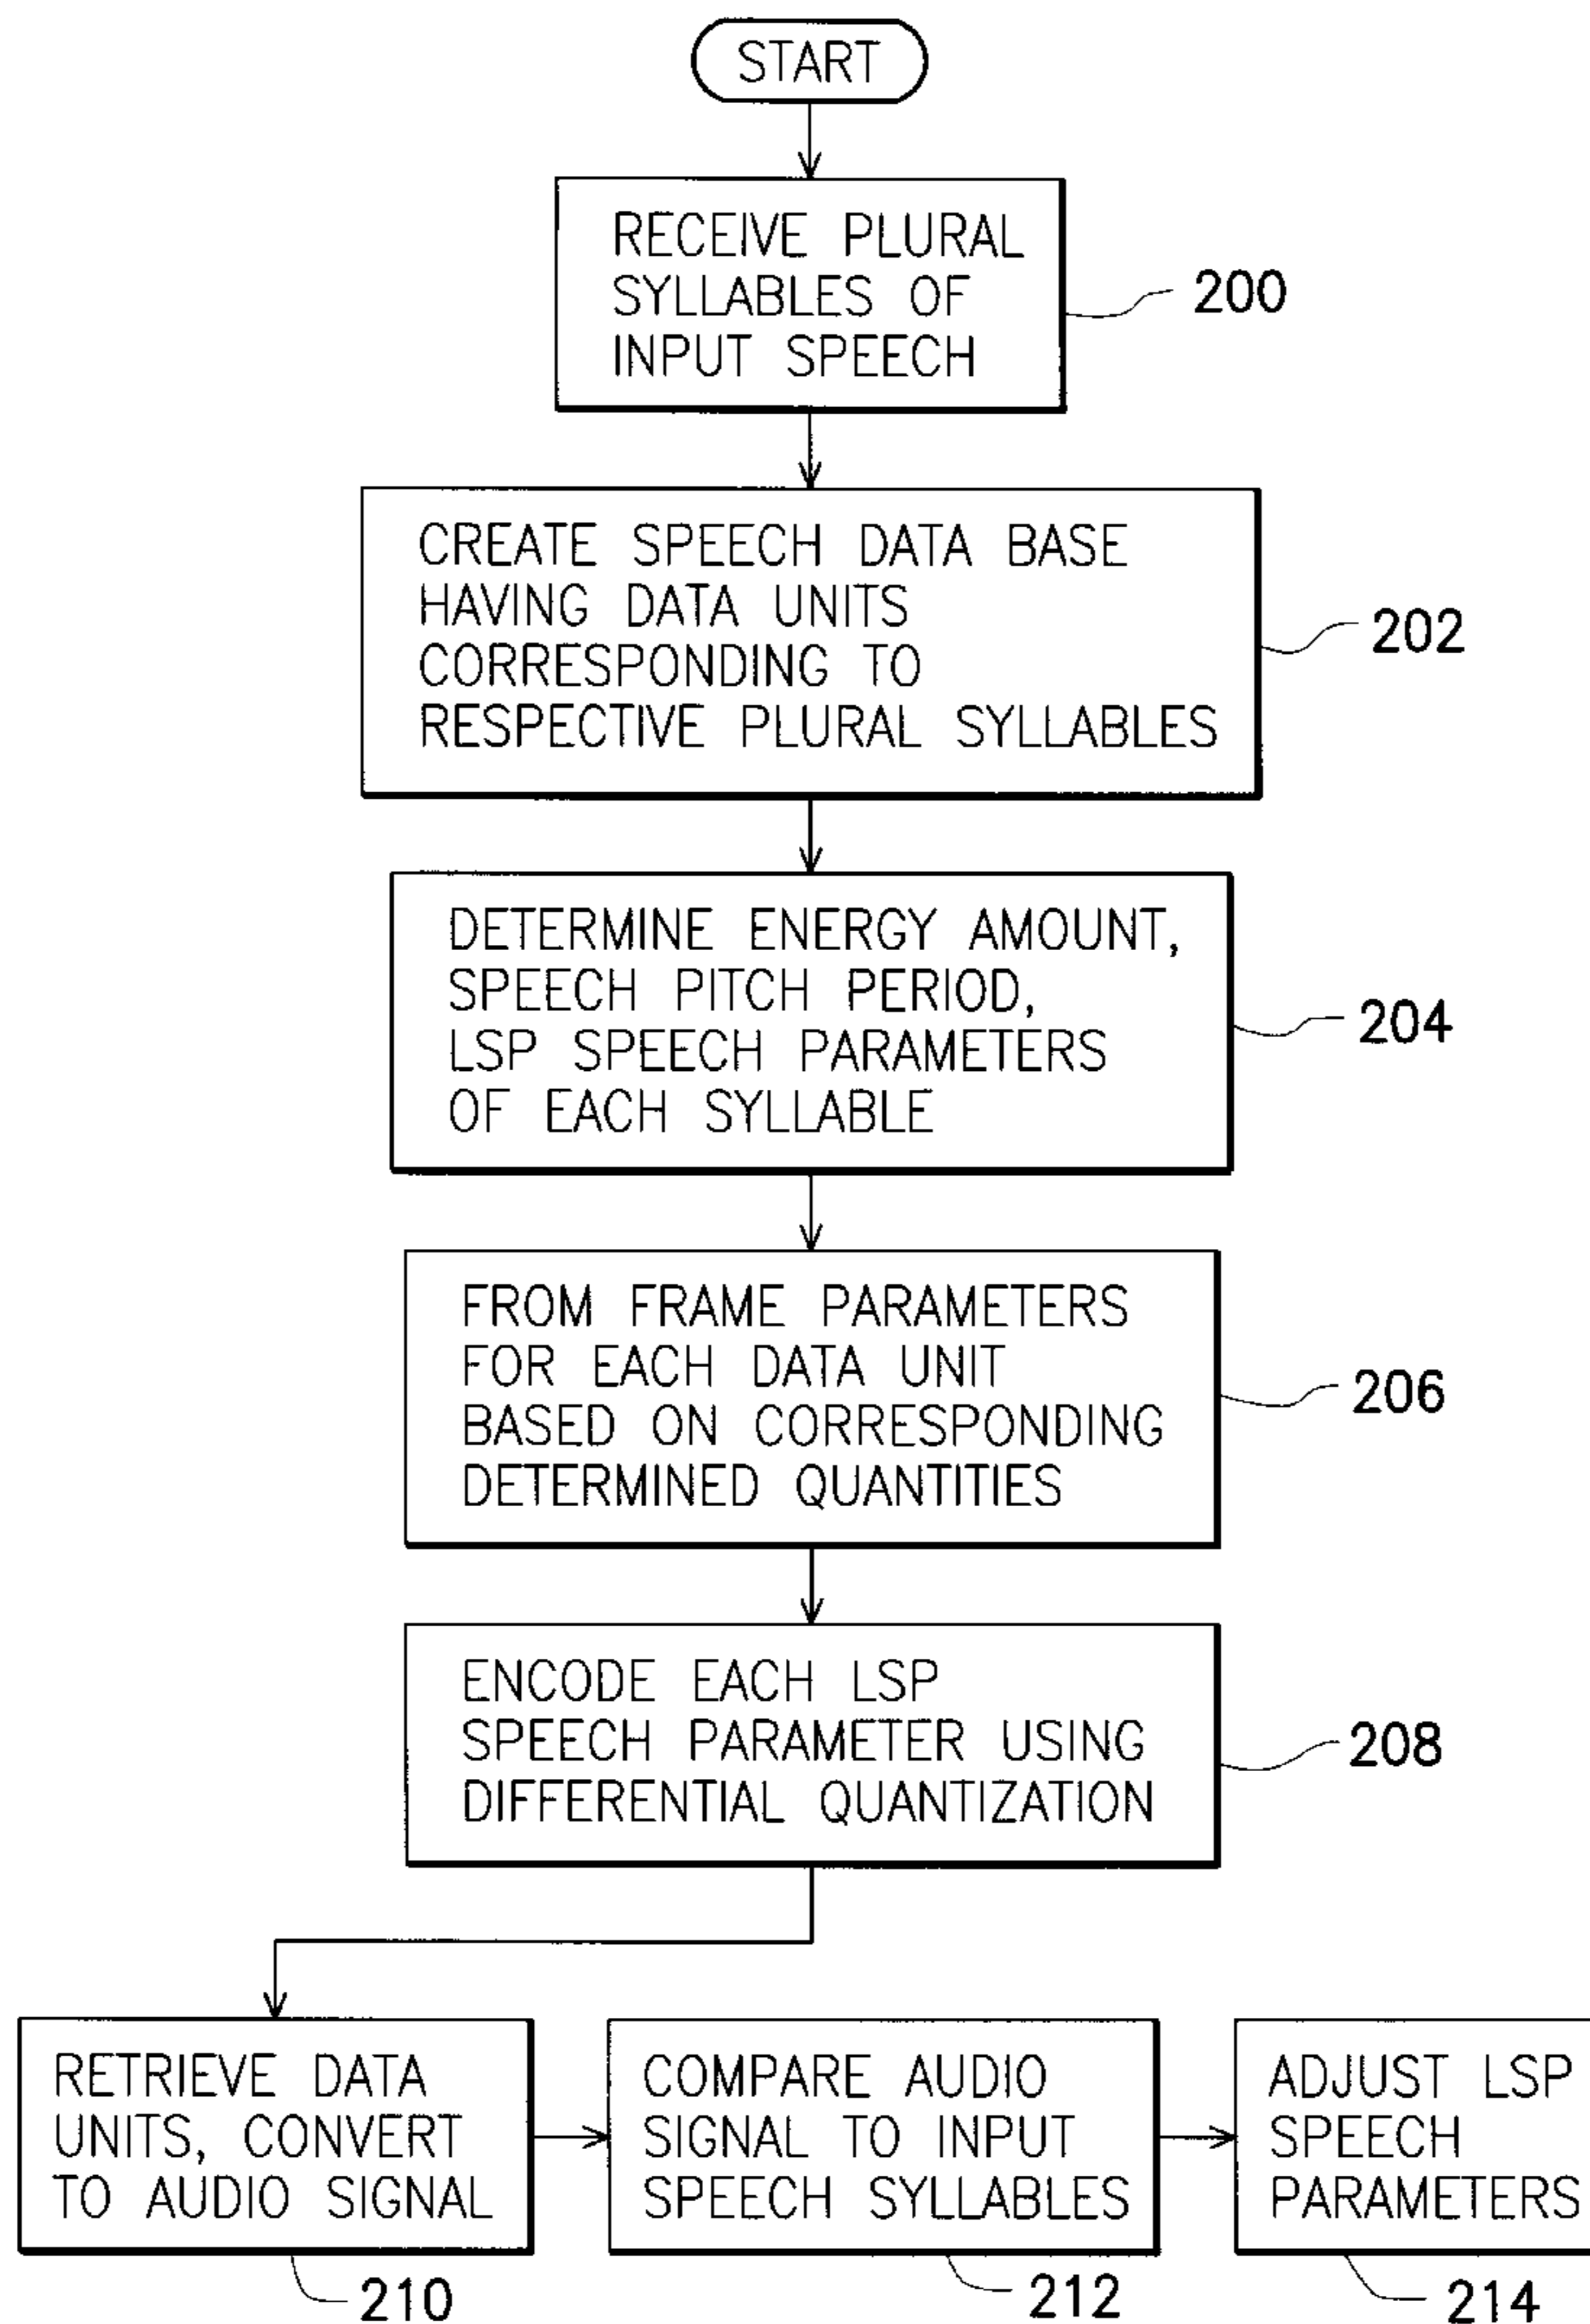 START
RECEIVE PLURAL
SYLLABLES OF
INPUT SPEECH
200
CREATE SPEECH DATA BASE
HAVING DATA UNITS
CORRESPONDING TO
RESPECTIVE PLURAL SYLLABLES
202
DETERMINE ENERGY AMOUNT,
SPEECH PITCH PERIOD,
LSP SPEECH PARAMETERS
OF EACH SYLLABLE
204
FROM FRAME PARAMETERS
FOR EACH DATA UNIT
BASED ON CORRESPONDING
DETERMINED QUANTITIES
206
ENCODE EACH LSP
SPEECH PARAMETER USING
DIFFERENTIAL QUANTIZATION
208
RETRIEVE DATA
UNITS, CONVERT
TO AUDIO SIGNAL
210
COMPARE AUDIO
SIGNAL TO INPUT
SPEECH SYLLABLES
212
ADJUST LSP
SPEECH
PARAMETERS
214